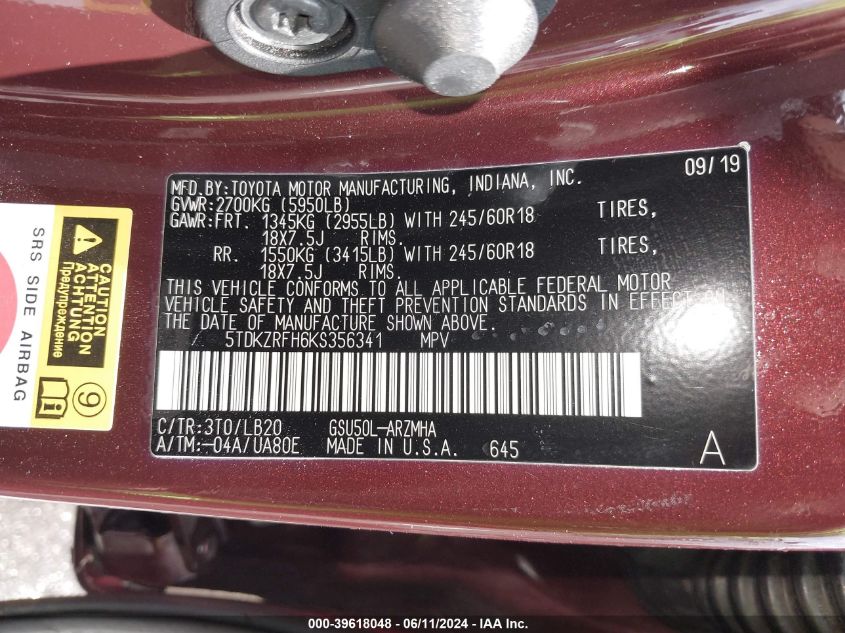 MFD.BY:TOYOTA MOTOR MANUFACTURING, INDIANA, INC. 09/19
GVWR:2700KG (5950LB)
GAWR:FRT. 1345KG (2955LB) WITH 245/60R18 TIRES,
18X7.5J RIMS.
RR. 1550KG (3415LB) WITH 245/60R18 TIRES,
18X7.5J RIMS.
THIS VEHICLE CONFORMS TO ALL APPLICABLE FEDERAL MOTOR
VEHICLE SAFETY AND THEFT PREVENTION STANDARDS IN EFFECT ON
THE DATE OF MANUFACTURE SHOWN ABOVE.
5TDKZRFH6KS356341 MPV
C/TR:3T0/LB20 GSU50L-ARZMHA
A/TM:-04A/UA80E MADE IN U.S.A. 645 A
SRS SIDE AIRBAG
CAUTION
ATTENTION
ACHTUNG
Предупреждение
9
000-39618048 - 06/11/2024 - IAA Inc.